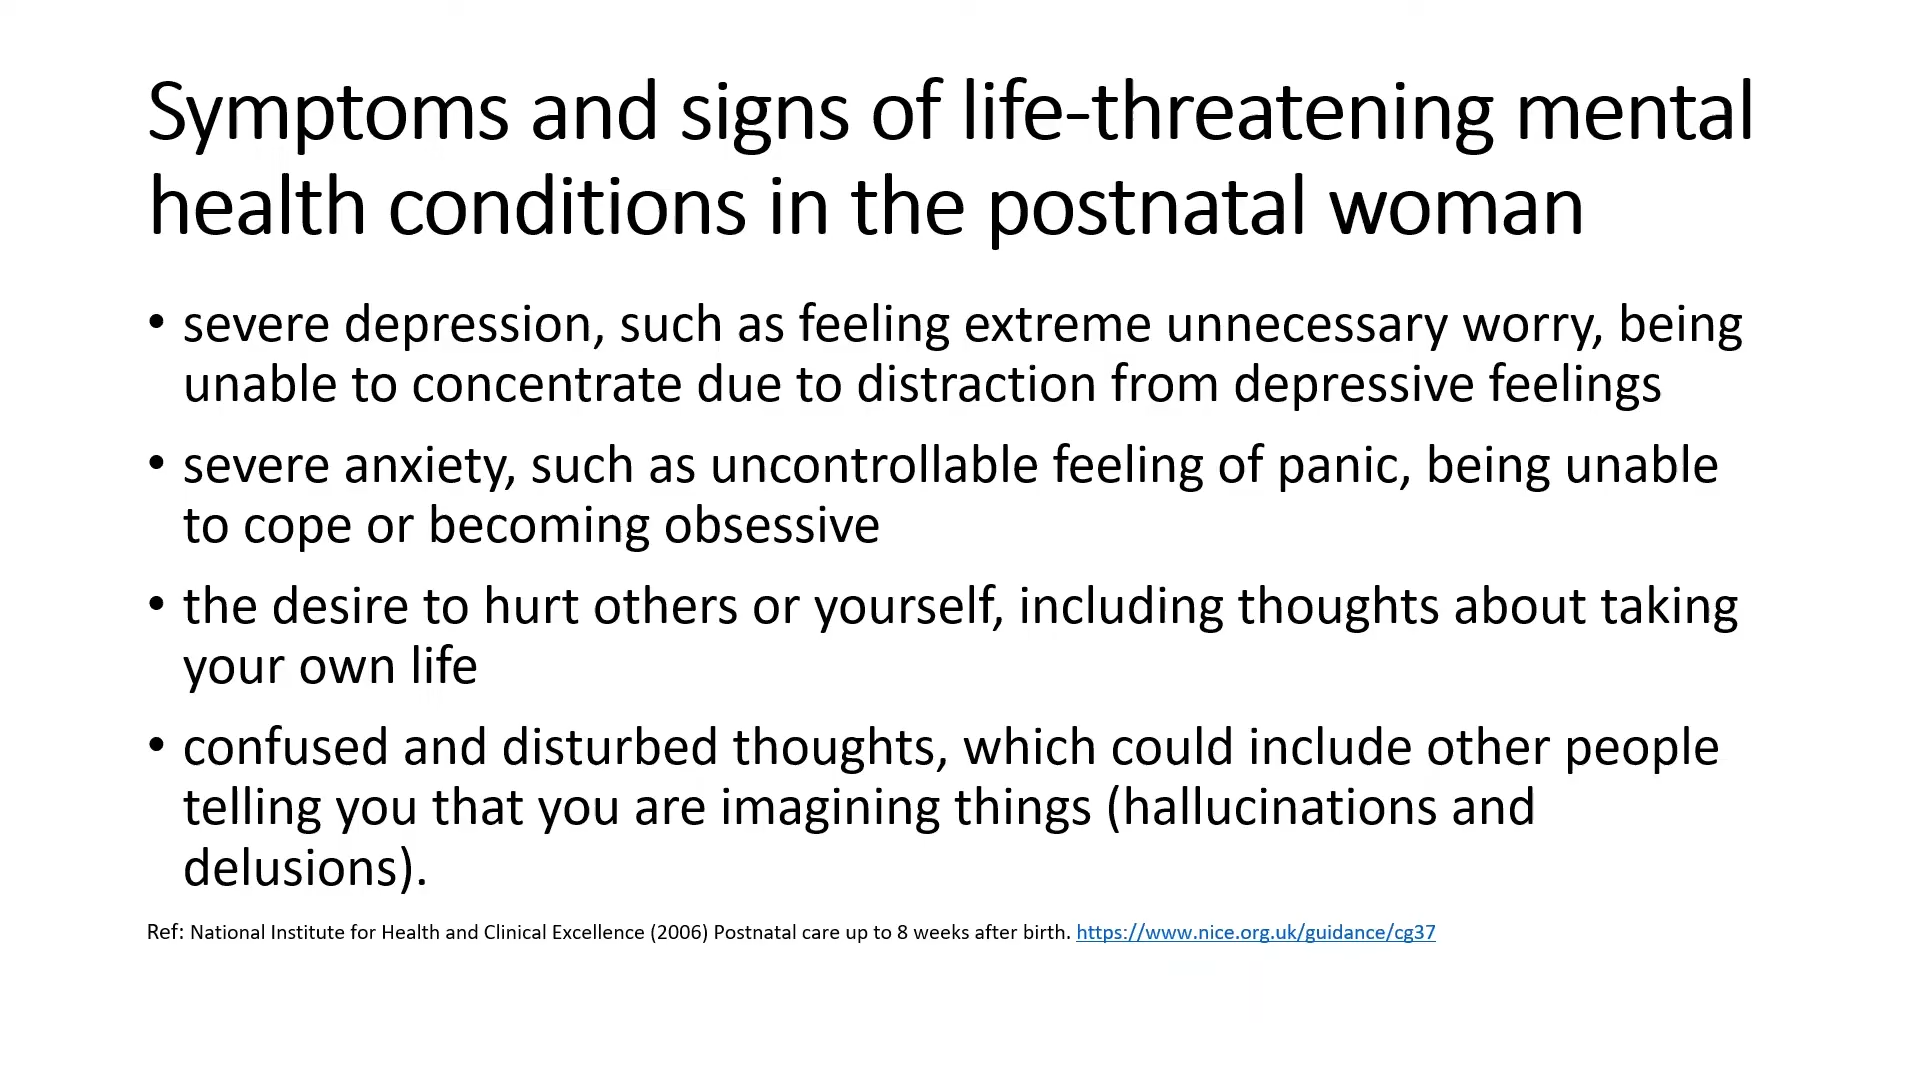 Symptoms and signs of life-threatening mental
health conditions in the postnatal woman
• severe depression, such as feeling extreme unnecessary worry, being
unable to concentrate due to distraction from depressive feelings
• severe anxiety, such as uncontrollable feeling of panic, being unable
to cope or becoming obsessive
• the desire to hurt others or yourself, including thoughts about taking
your own life
• confused and disturbed thoughts, which could include other people
telling you that you are imagining things (hallucinations and
delusions).
Ref: National Institute for Health and Clinical Excellence (2006) Postnatal care up to 8 weeks after birth. https://www.nice.org.uk/guidance/cg37